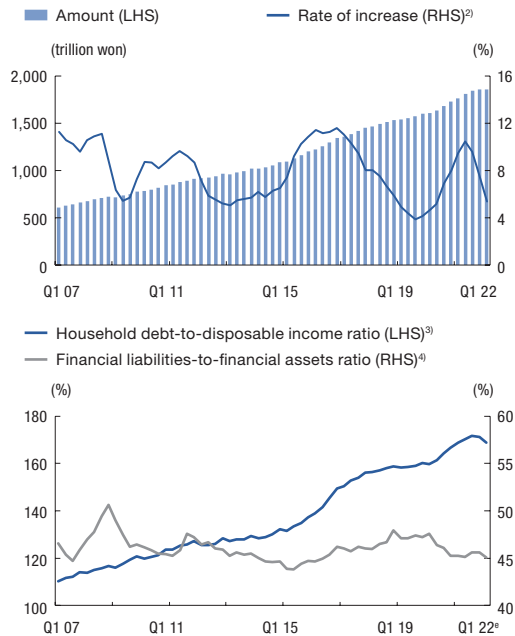 Amount (LHS) Rate of increase (RHS)2)
(trillion won) (%)
2,000 16
1,500 12
1,000 8
500 4
0 0
Q1 07 Q1 11 Q1 15 Q1 19 Q1 22
Household debt-to-disposable income ratio (LHS)3)
Financial liabilities-to-financial assets ratio (RHS)4)
(%) (%)
180 60
160 55
140 50
120 45
100 40
Q1 07 Q1 11 Q1 15 Q1 19 Q1 22e